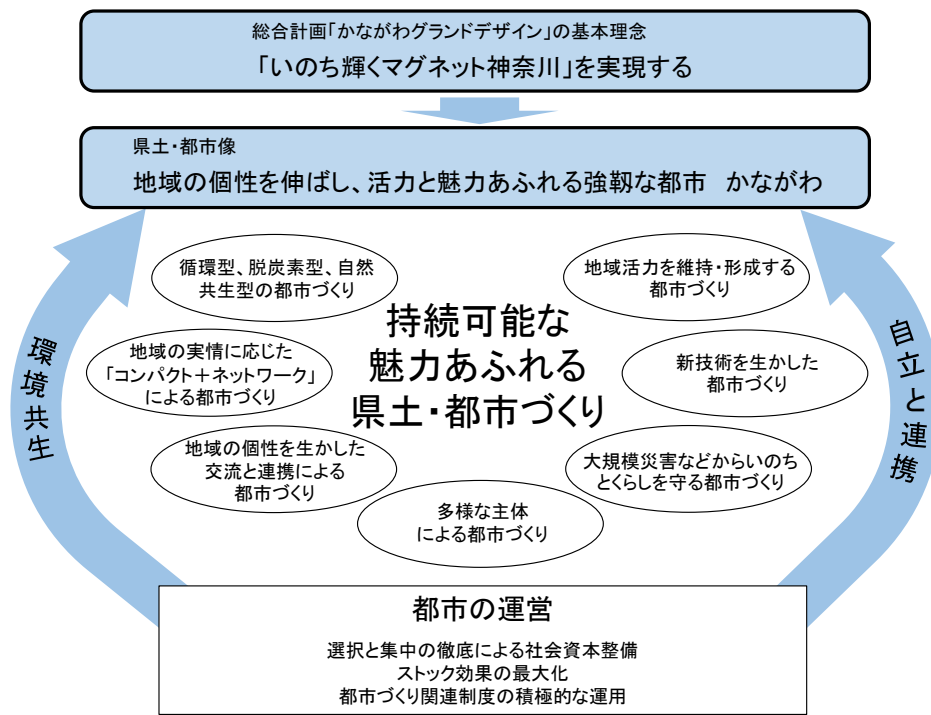 総合計画「かながわグランドデザイン」の基本理念
「いのち輝くマグネット神奈川」を実現する
県土・都市像
地域の個性を伸ばし、活力と魅力あふれる強靱な都市　かながわ
環境共生
循環型、脱炭素型、自然
共生型の都市づくり
地域の実情に応じた
「コンパクト＋ネットワーク」
による都市づくり
地域の個性を生かした
交流と連携による
都市づくり
持続可能な
魅力あふれる
県土・都市づくり
多様な主体
による都市づくり
地域活力を維持・形成する
都市づくり
新技術を生かした
都市づくり
大規模災害などからいのち
とくらしを守る都市づくり
自立と連携
都市の運営
選択と集中の徹底による社会資本整備
ストック効果の最大化
都市づくり関連制度の積極的な運用